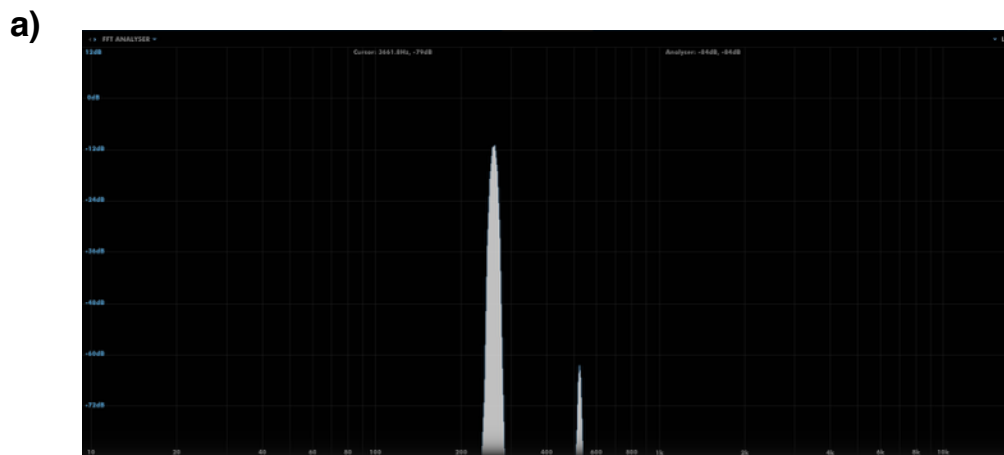 a)
FFT ANALYSER
Cursor: 3661.8Hz, -79dB
Analyser: -84dB, -84dB
L
12dB
0dB
-12dB
-24dB
-36dB
-48dB
-60dB
-72dB
10 20 40 60 80 100 200 400 600 800 1k 2k 4k 6k 8k 10k